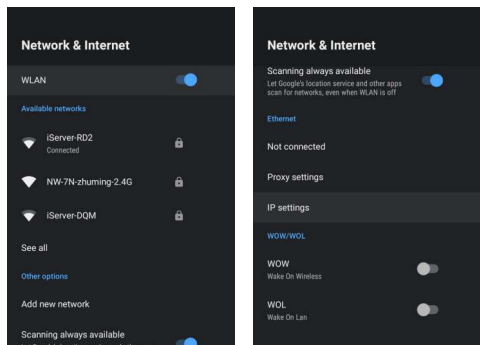 Network & Internet
WLAN
Available networks
iServer-RD2
Connected
NW-7N-zhuming-2.4G
iServer-DQM
See all
Other options
Add new network
Scanning always available
Network & Internet
Scanning always available
Let Google's location service and other apps
scan for networks, even when WLAN is off
Ethernet
Not connected
Proxy settings
IP settings
WOW/WOL
WOW
Wake On Wireless
WOL
Wake On Lan